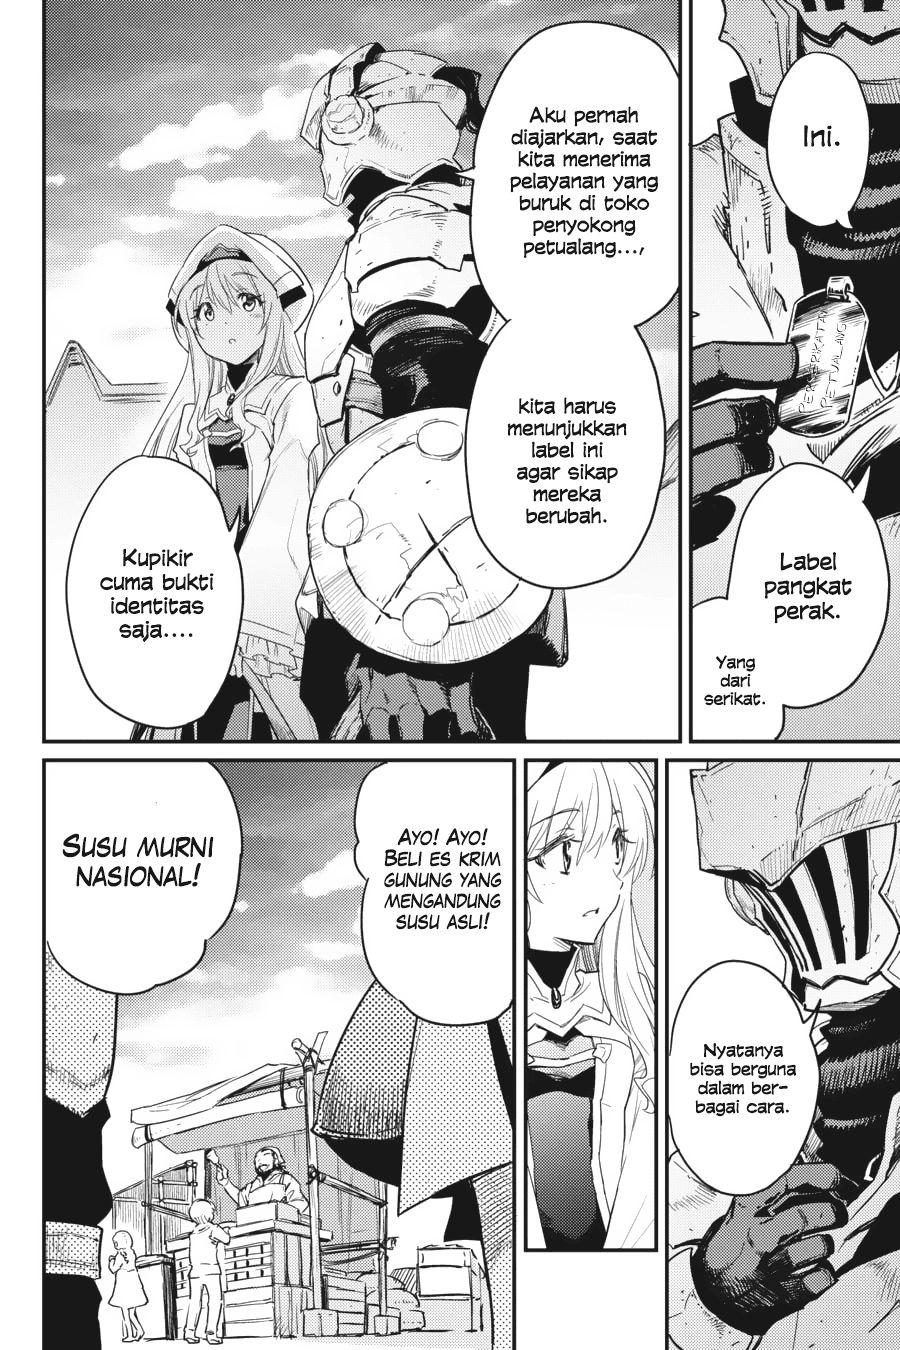 Ini.
PERSERIKATAN
PETUALANG
Label
pangkat
perak.
Yang
dari
serikat.
Aku pernah
diajarkan, saat
kita menerima
pelayanan yang
buruk di toko
penyokong
petualang...,
kita harus
menunjukkan
label ini
agar sikap
mereka
berubah.
Kupikir
cuma bukti
identitas
saja....
Nyatanya
bisa berguna
dalam ber-
bagai cara.
Ayo! Ayo!
Beli es krim
gunung yang
mengandung
susu asli!
Susu murni
nasional!